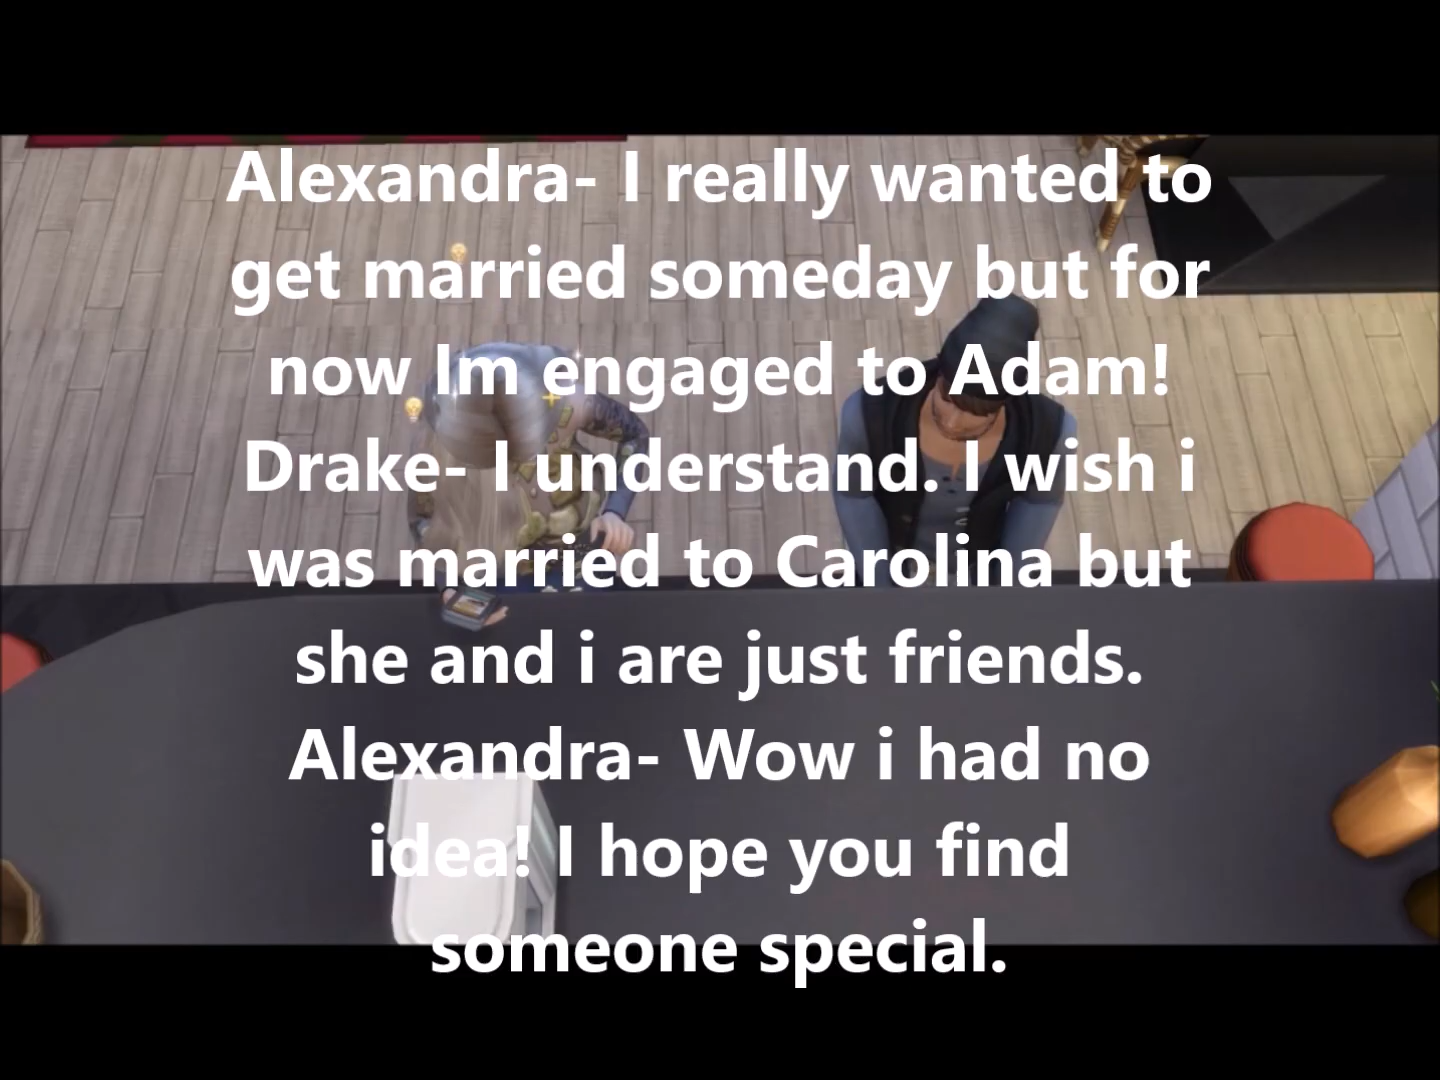 Alexandra- I really wanted to
get married someday but for
now Im engaged to Adam!
Drake- I understand. I wish i
was married to Carolina but
she and i are just friends.
Alexandra- Wow i had no
idea! I hope you find
someone special.